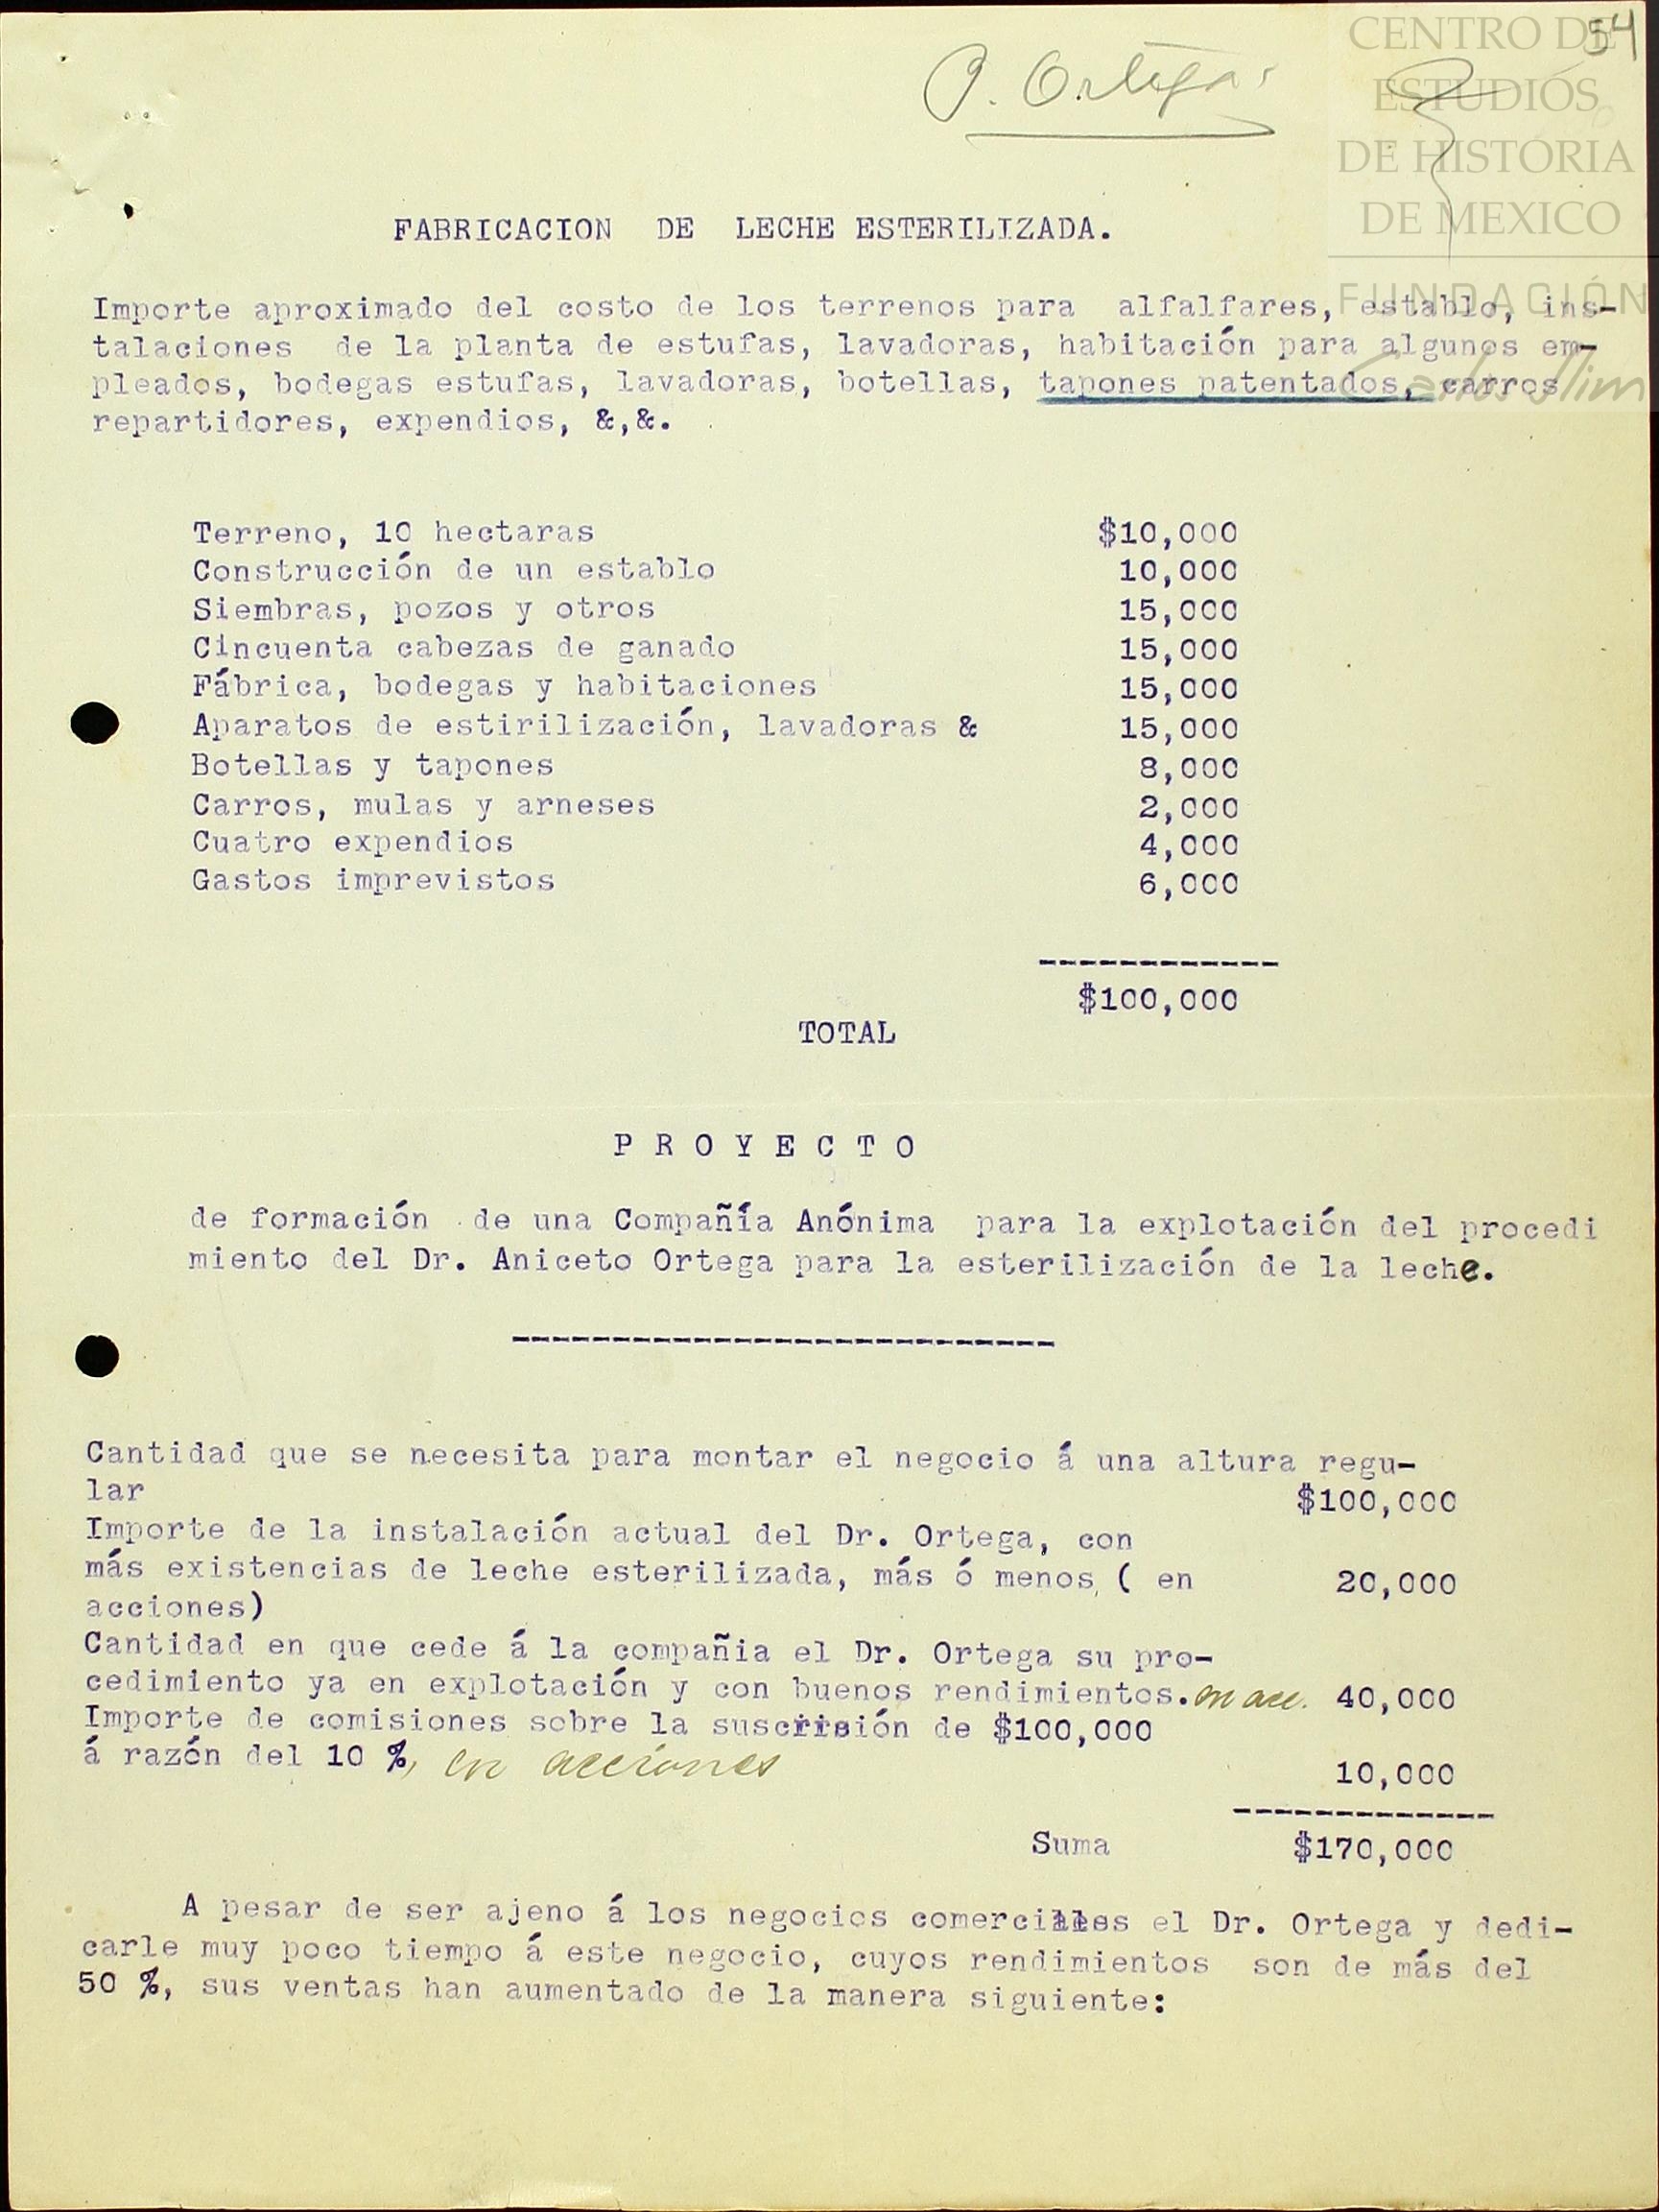 54
CENTRO DE
ESTUDIOS
DE HISTORIA
DE MEXICO
FUNDACIÓN
Carlos Slim
Ortega
FABRICACION DE LECHE ESTERILIZADA.
Importe aproximado del costo de los terrenos para alfalfares, establo, ins-
talaciones de la planta de estufas, lavadoras, habitación para algunos em-
pleados, bodegas estufas, lavadoras, botellas, tapones patentados, carros
repartidores, expendios, &,&.
Terreno, 10 hectaras $10,000
Construcción de un establo 10,000
Siembras, pozos y otros 15,000
Cincuenta cabezas de ganado 15,000
Fábrica, bodegas y habitaciones 15,000
Aparatos de estirilización, lavadoras & 15,000
Botellas y tapones 8,000
Carros, mulas y arneses 2,000
Cuatro expendios 4,000
Gastos imprevistos 6,000
------------
$100,000
TOTAL
P R O Y E C T O
de formación de una Compañía Anónima para la explotación del procedi
miento del Dr. Aniceto Ortega para la esterilización de la leche.
---------------------------
Cantidad que se necesita para montar el negocio á una altura regu-
lar $100,000
Importe de la instalación actual del Dr. Ortega, con
más existencias de leche esterilizada, más ó menos ( en 20,000
acciones)
Cantidad en que cede á la compañia el Dr. Ortega su pro-
cedimiento ya en explotación y con buenos rendimientos. en acc. 40,000
Importe de comisiones sobre la suscrisión de $100,000
á razón del 10 %, en acciones 10,000
-------------
Suma $170,000
A pesar de ser ajeno á los negocios comerciales el Dr. Ortega y dedi-
carle muy poco tiempo á este negocio, cuyos rendimientos son de más del
50 %, sus ventas han aumentado de la manera siguiente: